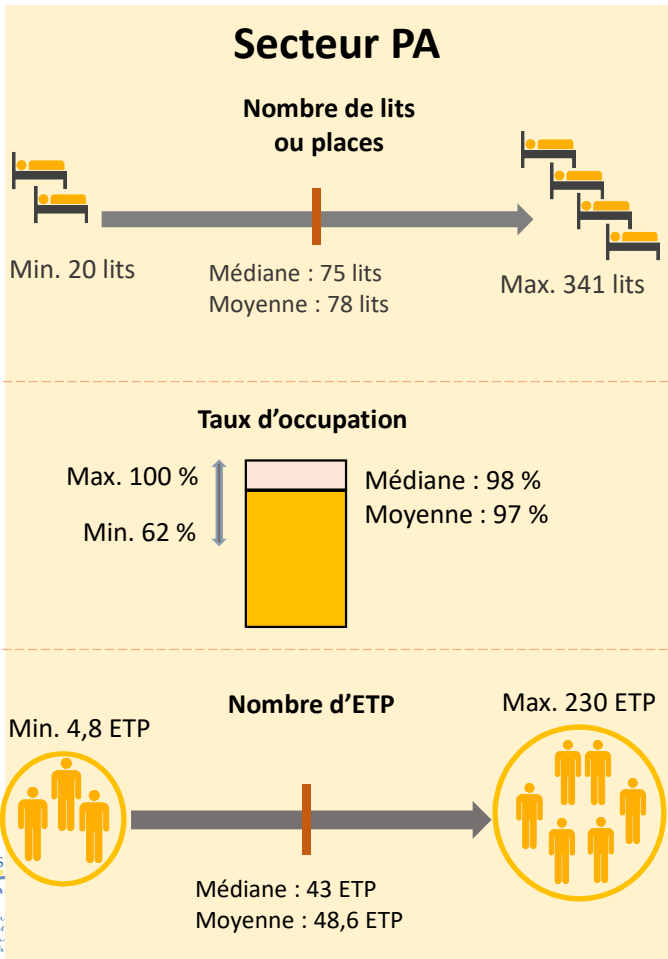 Secteur PA
Nombre de lits
ou places
Min. 20 lits
Médiane : 75 lits
Moyenne : 78 lits
Max. 341 lits
Taux d’occupation
Max. 100 %
Min. 62 %
Médiane : 98 %
Moyenne : 97 %
Nombre d’ETP
Min. 4,8 ETP
Max. 230 ETP
Médiane : 43 ETP
Moyenne : 48,6 ETP